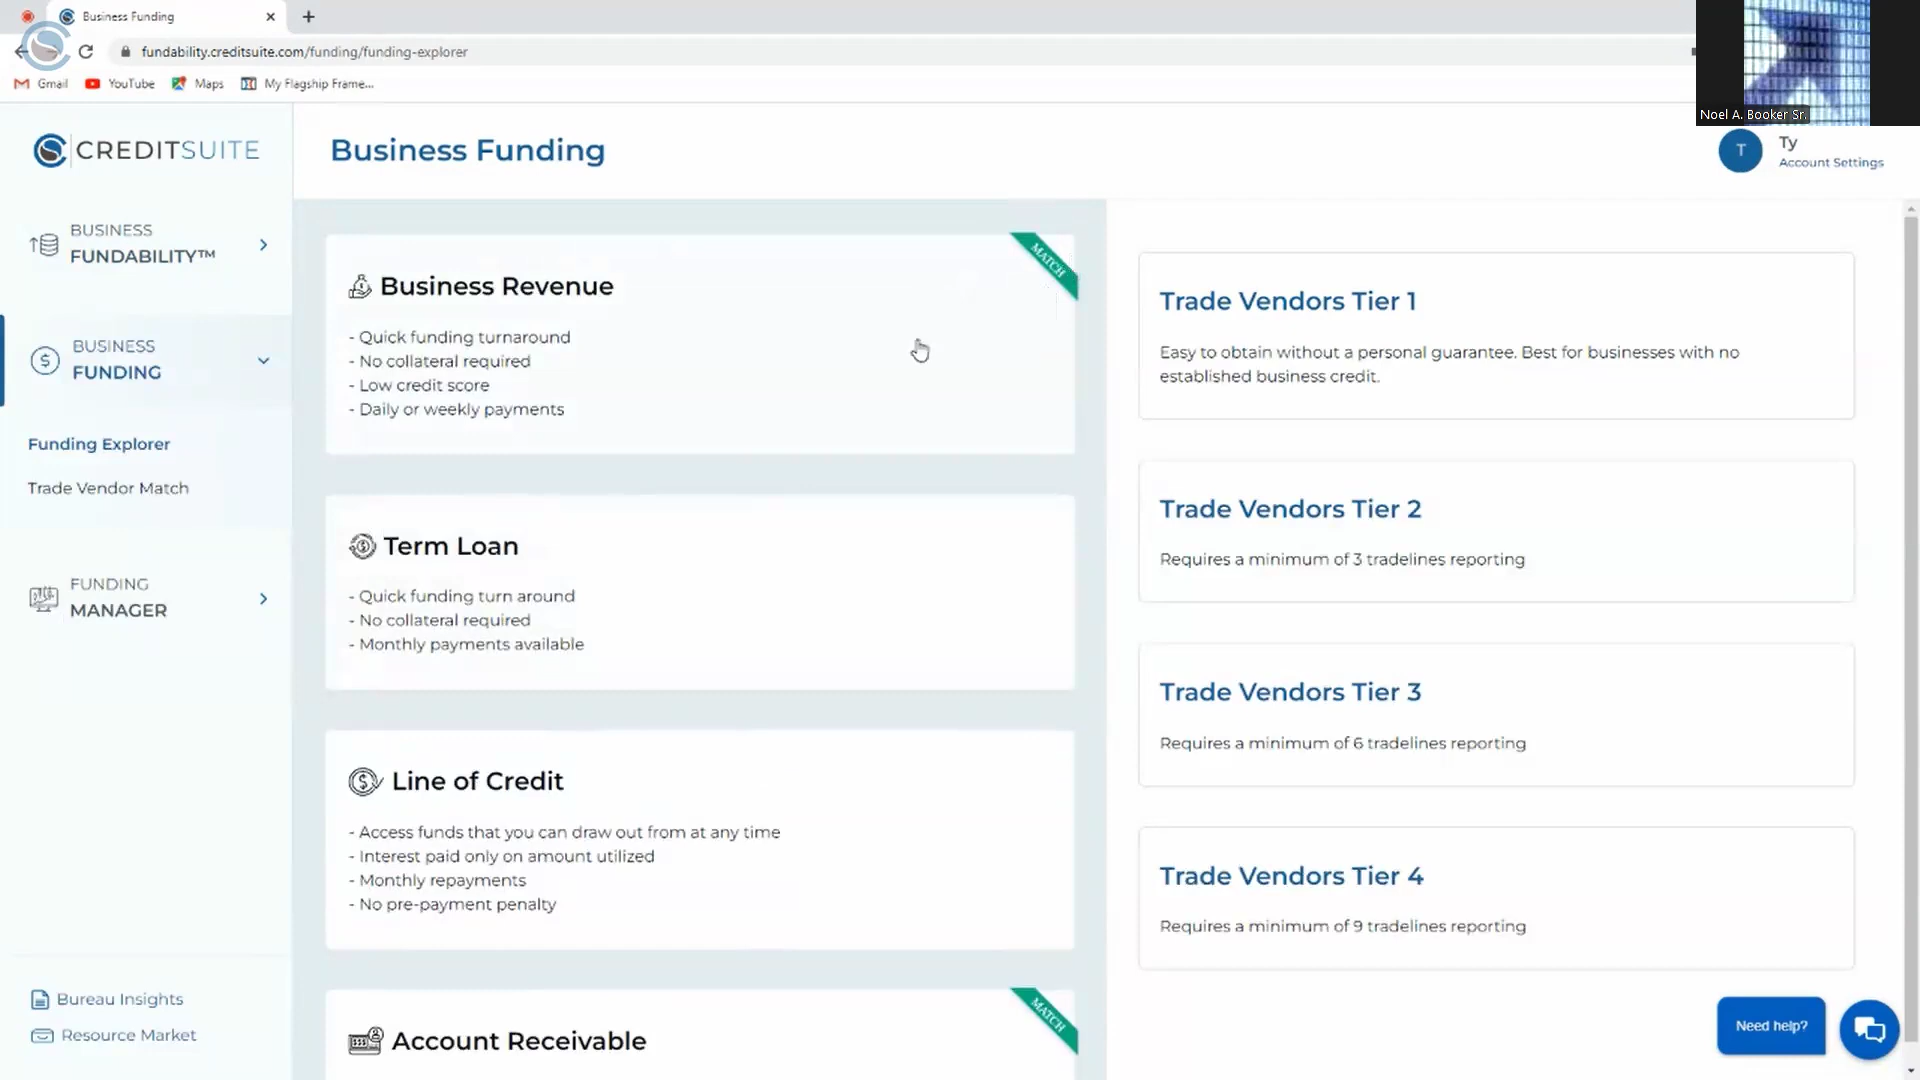 Business Funding
fundability.creditsuite.com/funding/funding-explorer
Gmail
YouTube
Maps
My Flagship Frame...
Noel A. Booker Sr.
CREDITSUITE
Business Funding
T
Ty
Account Settings
BUSINESS
FUNDABILITY™
BUSINESS
FUNDING
Funding Explorer
Trade Vendor Match
FUNDING
MANAGER
Bureau Insights
Resource Market
MATCH
Business Revenue
- Quick funding turnaround
- No collateral required
- Low credit score
- Daily or weekly payments
Term Loan
- Quick funding turn around
- No collateral required
- Monthly payments available
Line of Credit
- Access funds that you can draw out from at any time
- Interest paid only on amount utilized
- Monthly repayments
- No pre-payment penalty
MATCH
Account Receivable
Trade Vendors Tier 1
Easy to obtain without a personal guarantee. Best for businesses with no
established business credit.
Trade Vendors Tier 2
Requires a minimum of 3 tradelines reporting
Trade Vendors Tier 3
Requires a minimum of 6 tradelines reporting
Trade Vendors Tier 4
Requires a minimum of 9 tradelines reporting
Need help?